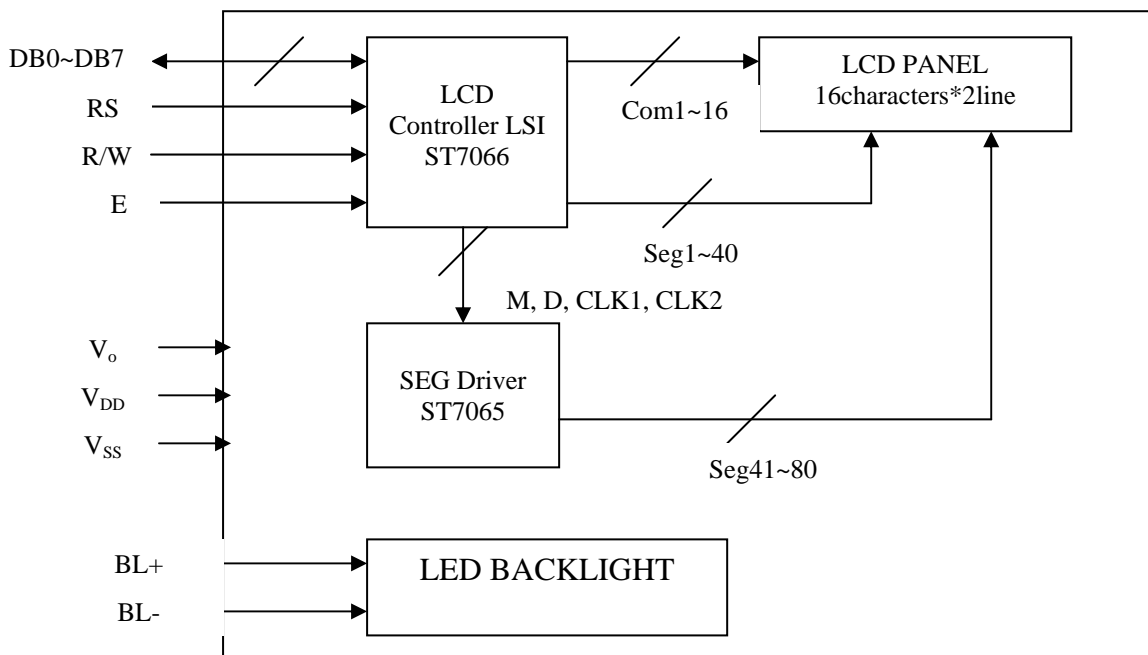 DB0~DB7
RS
R/W
E
LCD
Controller LSI
ST7066
Com1~16
LCD PANEL
16characters*2line
Seg1~40
M, D, CLK1, CLK2
Vo
VDD
VSS
SEG Driver
ST7065
Seg41~80
BL+
BL-
LED BACKLIGHT